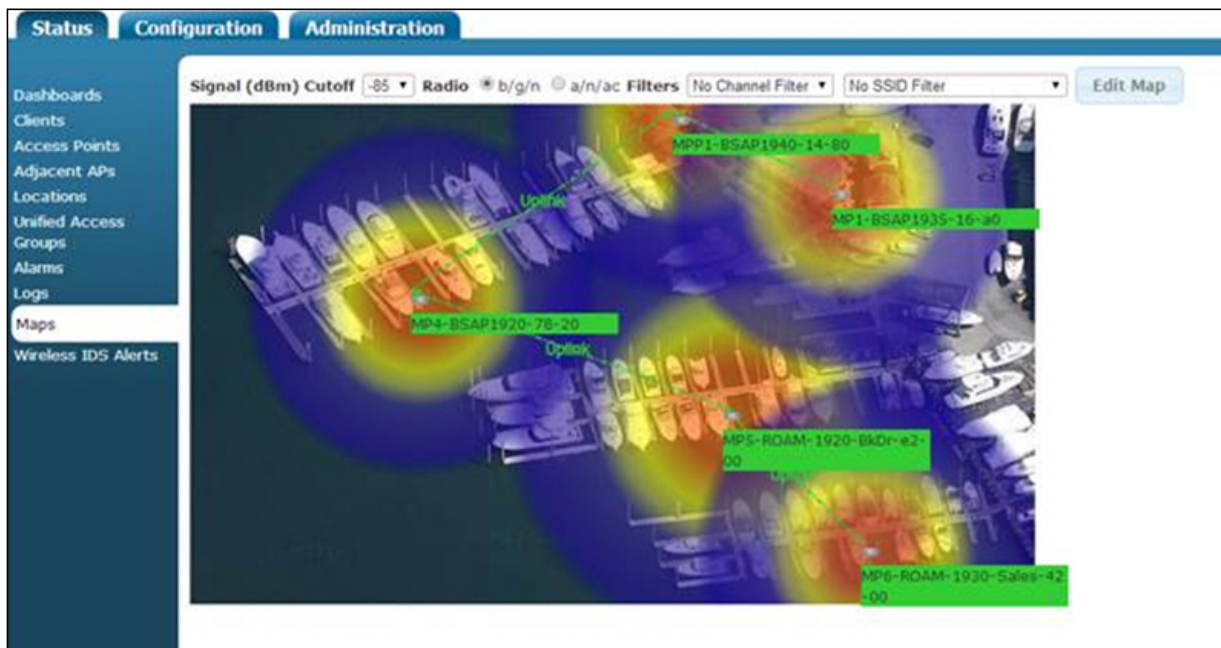 Status Configuration Administration
Signal (dBm) Cutoff -85 Radio b/g/n a/n/ac Filters No Channel Filter No SSID Filter Edit Map
Dashboards
Clients
Access Points
Adjacent APs
Locations
Unified Access
Groups
Alarms
Logs
Maps
Wireless IDS Alerts
MPP1-BSAP1940-14-80
Uplink
MP1-BSAP1935-16-a0
MP4-BSAP1920-78-20
Uplink
MP5-ROAM-1920-BkDr-e2-
00
MP6-ROAM-1930-Sales-42
-00